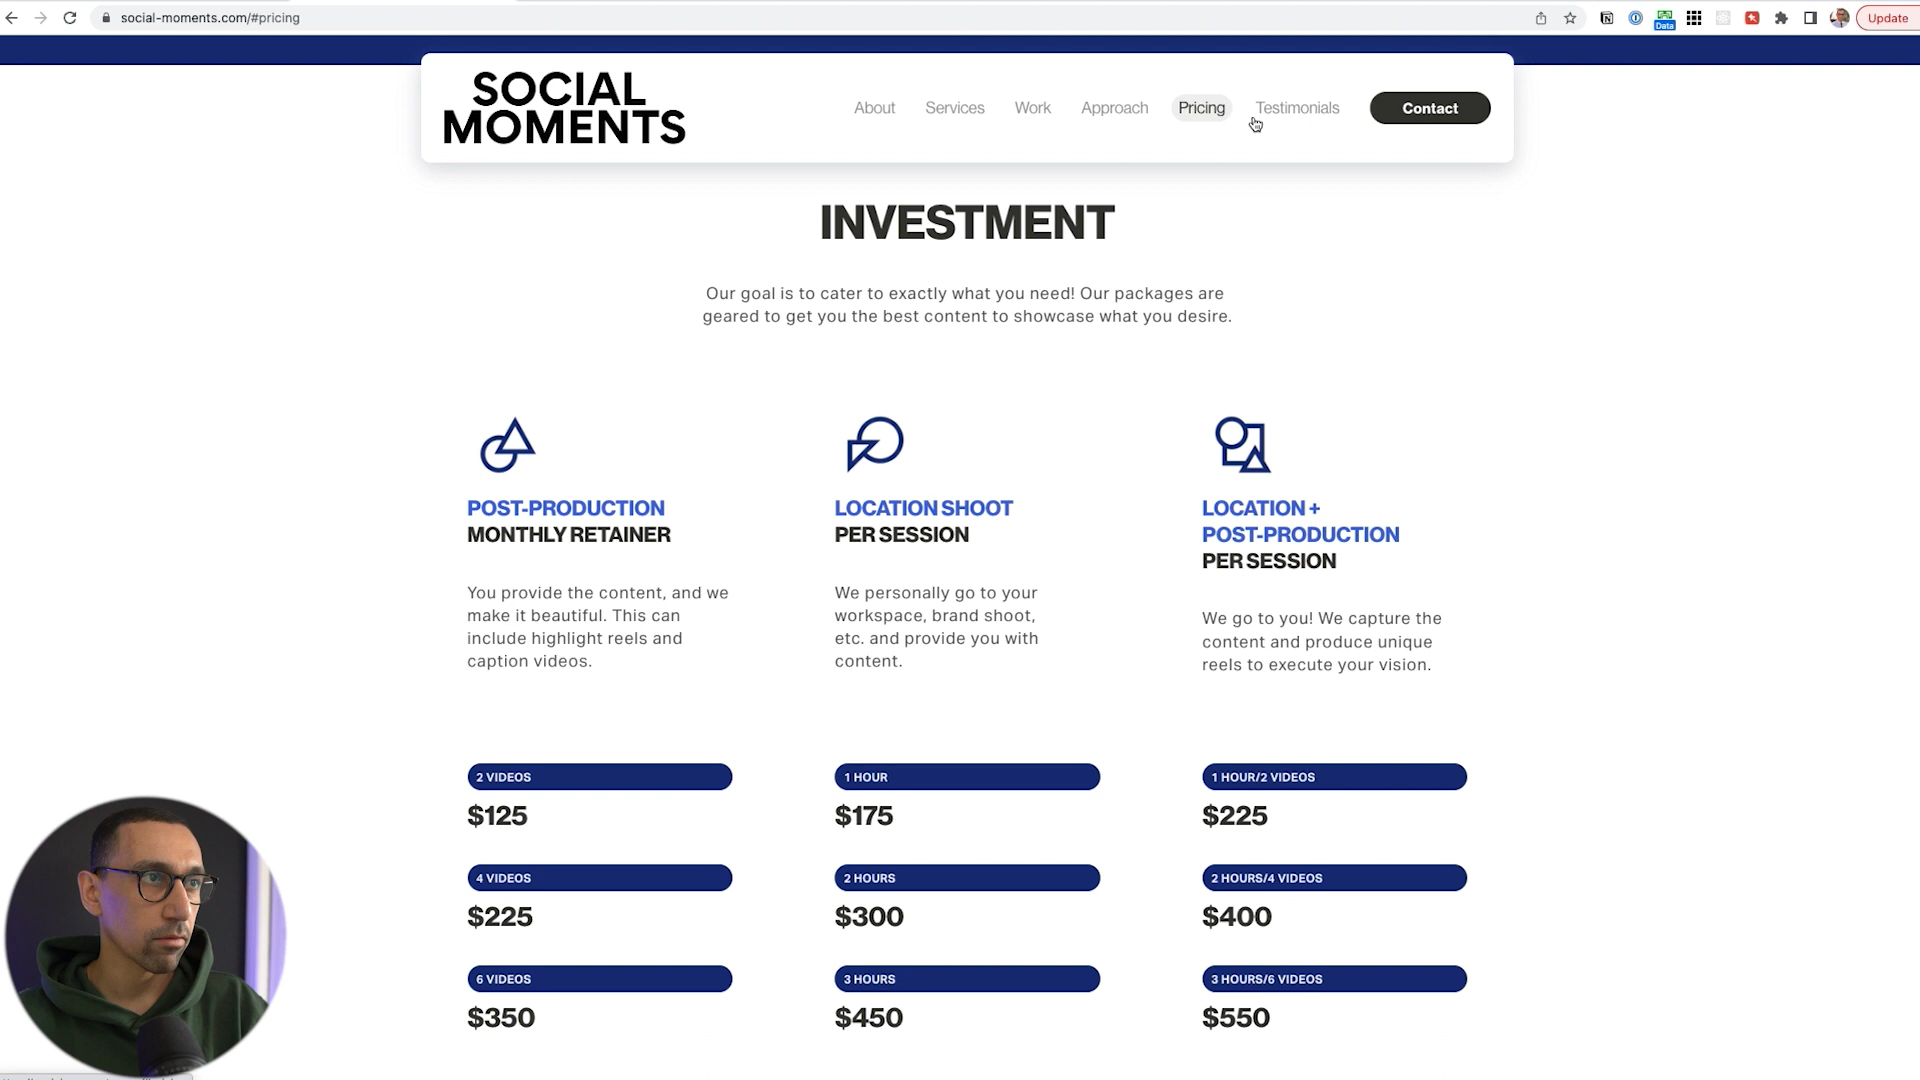 social-moments.com/#pricing
Data
Update
SOCIAL
MOMENTS
About
Services
Work
Approach
Pricing
Testimonials
Contact
INVESTMENT
Our goal is to cater to exactly what you need! Our packages are
geared to get you the best content to showcase what you desire.
POST-PRODUCTION
MONTHLY RETAINER
You provide the content, and we
make it beautiful. This can
include highlight reels and
caption videos.
2 VIDEOS
$125
4 VIDEOS
$225
6 VIDEOS
$350
LOCATION SHOOT
PER SESSION
We personally go to your
workspace, brand shoot,
etc. and provide you with
content.
1 HOUR
$175
2 HOURS
$300
3 HOURS
$450
LOCATION +
POST-PRODUCTION
PER SESSION
We go to you! We capture the
content and produce unique
reels to execute your vision.
1 HOUR/2 VIDEOS
$225
2 HOURS/4 VIDEOS
$400
3 HOURS/6 VIDEOS
$550